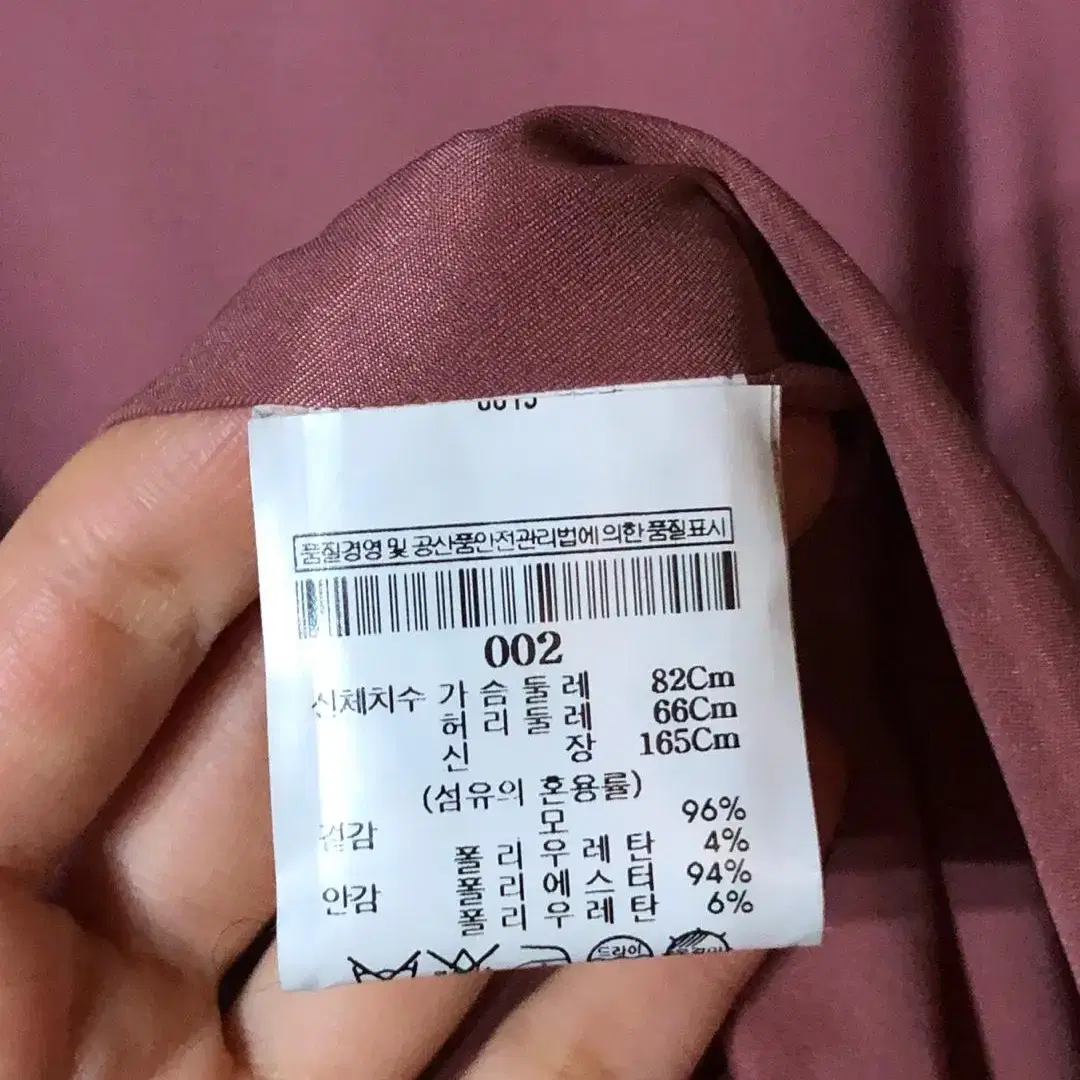 품질경영 및 공산품안전관리법에 의한 품질표시
002
신체치수 가슴둘레 82Cm
허리둘레 66Cm
신장 165Cm
(섬유의 혼용률)
겉감 모 96%
폴리우레탄 4%
안감 폴리에스터 94%
폴리우레탄 6%
드라이